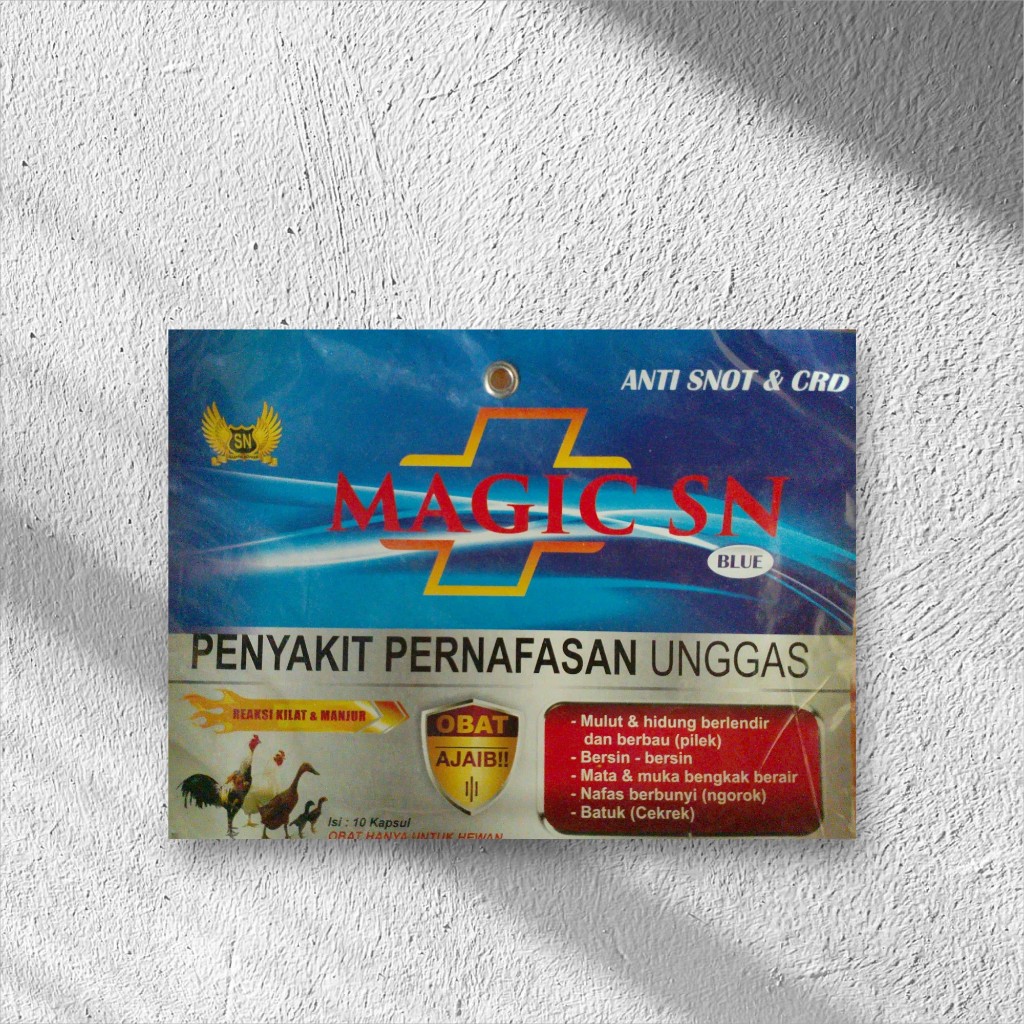 ANTI SNOT & CRD
SN
MAGIC SN
BLUE
PENYAKIT PERNAFASAN UNGGAS
REAKSI KILAT & MANJUR
OBAT
AJAIB!!
- Mulut & hidung berlendir
dan berbau (pilek)
- Bersin - bersin
- Mata & muka bengkak berair
- Nafas berbunyi (ngorok)
- Batuk (Cekrek)
Isi : 10 Kapsul
OBAT HANYA UNTUK HEWAN